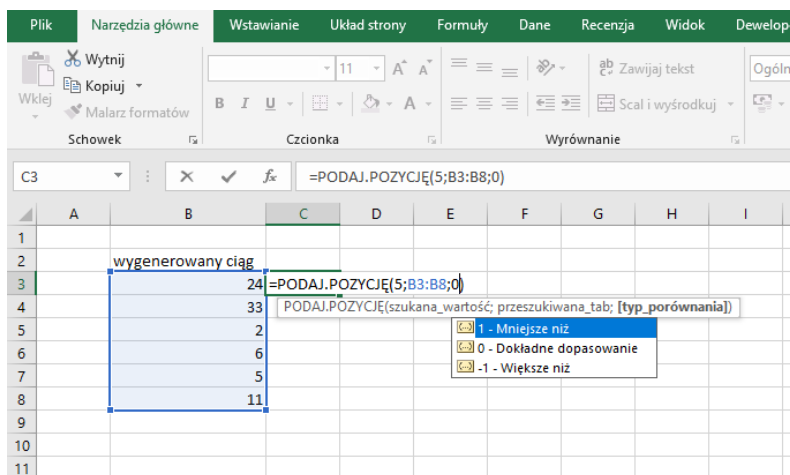 Plik Narzędzia główne Wstawianie Układ strony Formuły Dane Recenzja Widok Dewelop
Wklej
Wytnij
Kopiuj
Malarz formatów
Schowek
11 A A
B I U A
Czcionka
ab Zawijaj tekst
Scal i wyśrodkuj
Wyrównanie
Ogóln
C3 fx =PODAJ.POZYCJĘ(5;B3:B8;0)
A B C D E F G H I
1
2 wygenerowany ciąg
3 24 =PODAJ.POZYCJĘ(5;B3:B8;0)
PODAJ.POZYCJĘ(szukana_wartość; przeszukiwana_tab; [typ_porównania])
4 33
1 - Mniejsze niż
5 2
0 - Dokładne dopasowanie
6 6
-1 - Większe niż
7 5
8 11
9
10
11